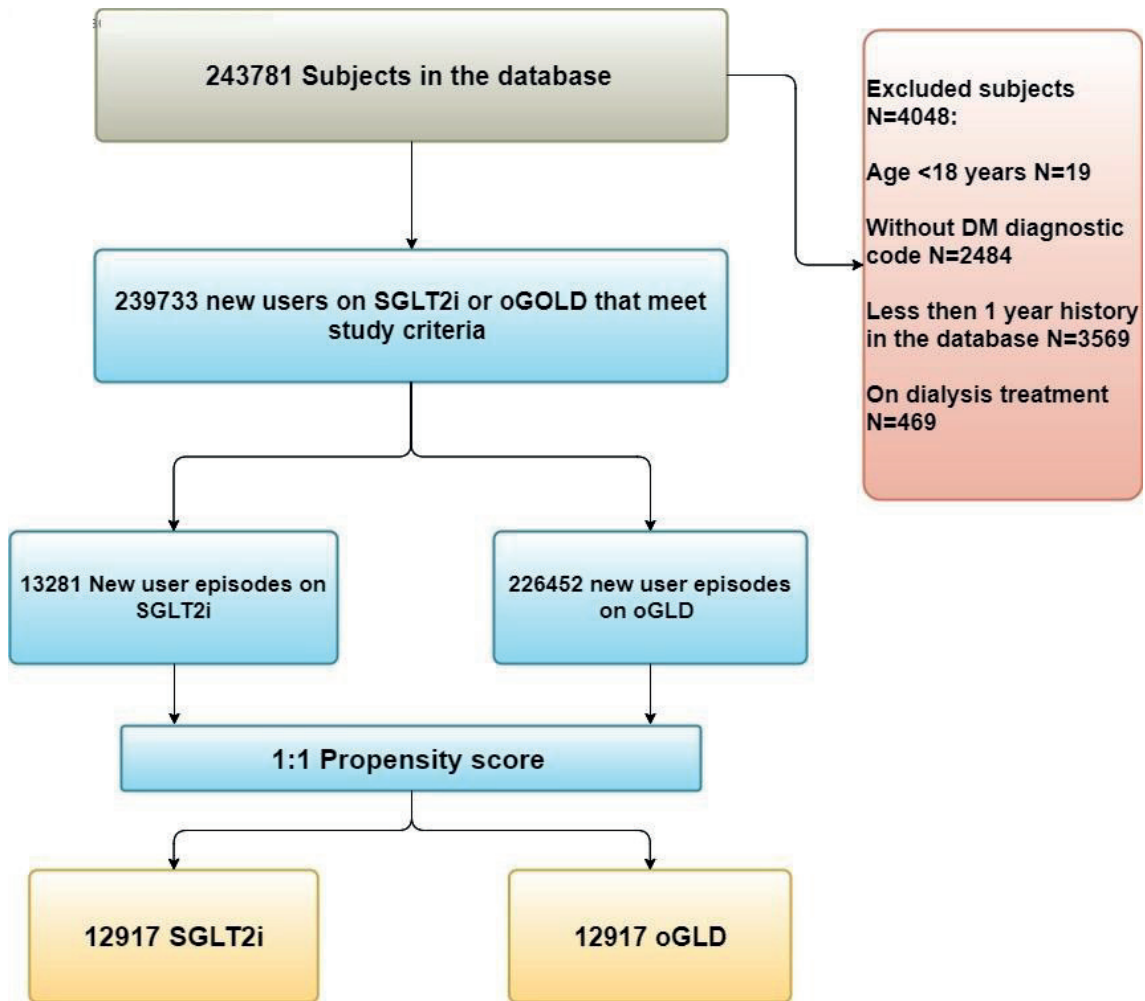 243781 Subjects in the database
Excluded subjects
N=4048:
Age <18 years N=19
Without DM diagnostic
code N=2484
Less then 1 year history
in the database N=3569
On dialysis treatment
N=469
239733 new users on SGLT2i or oGOLD that meet
study criteria
13281 New user episodes on
SGLT2i
226452 new user episodes
on oGLD
1:1 Propensity score
12917 SGLT2i
12917 oGLD